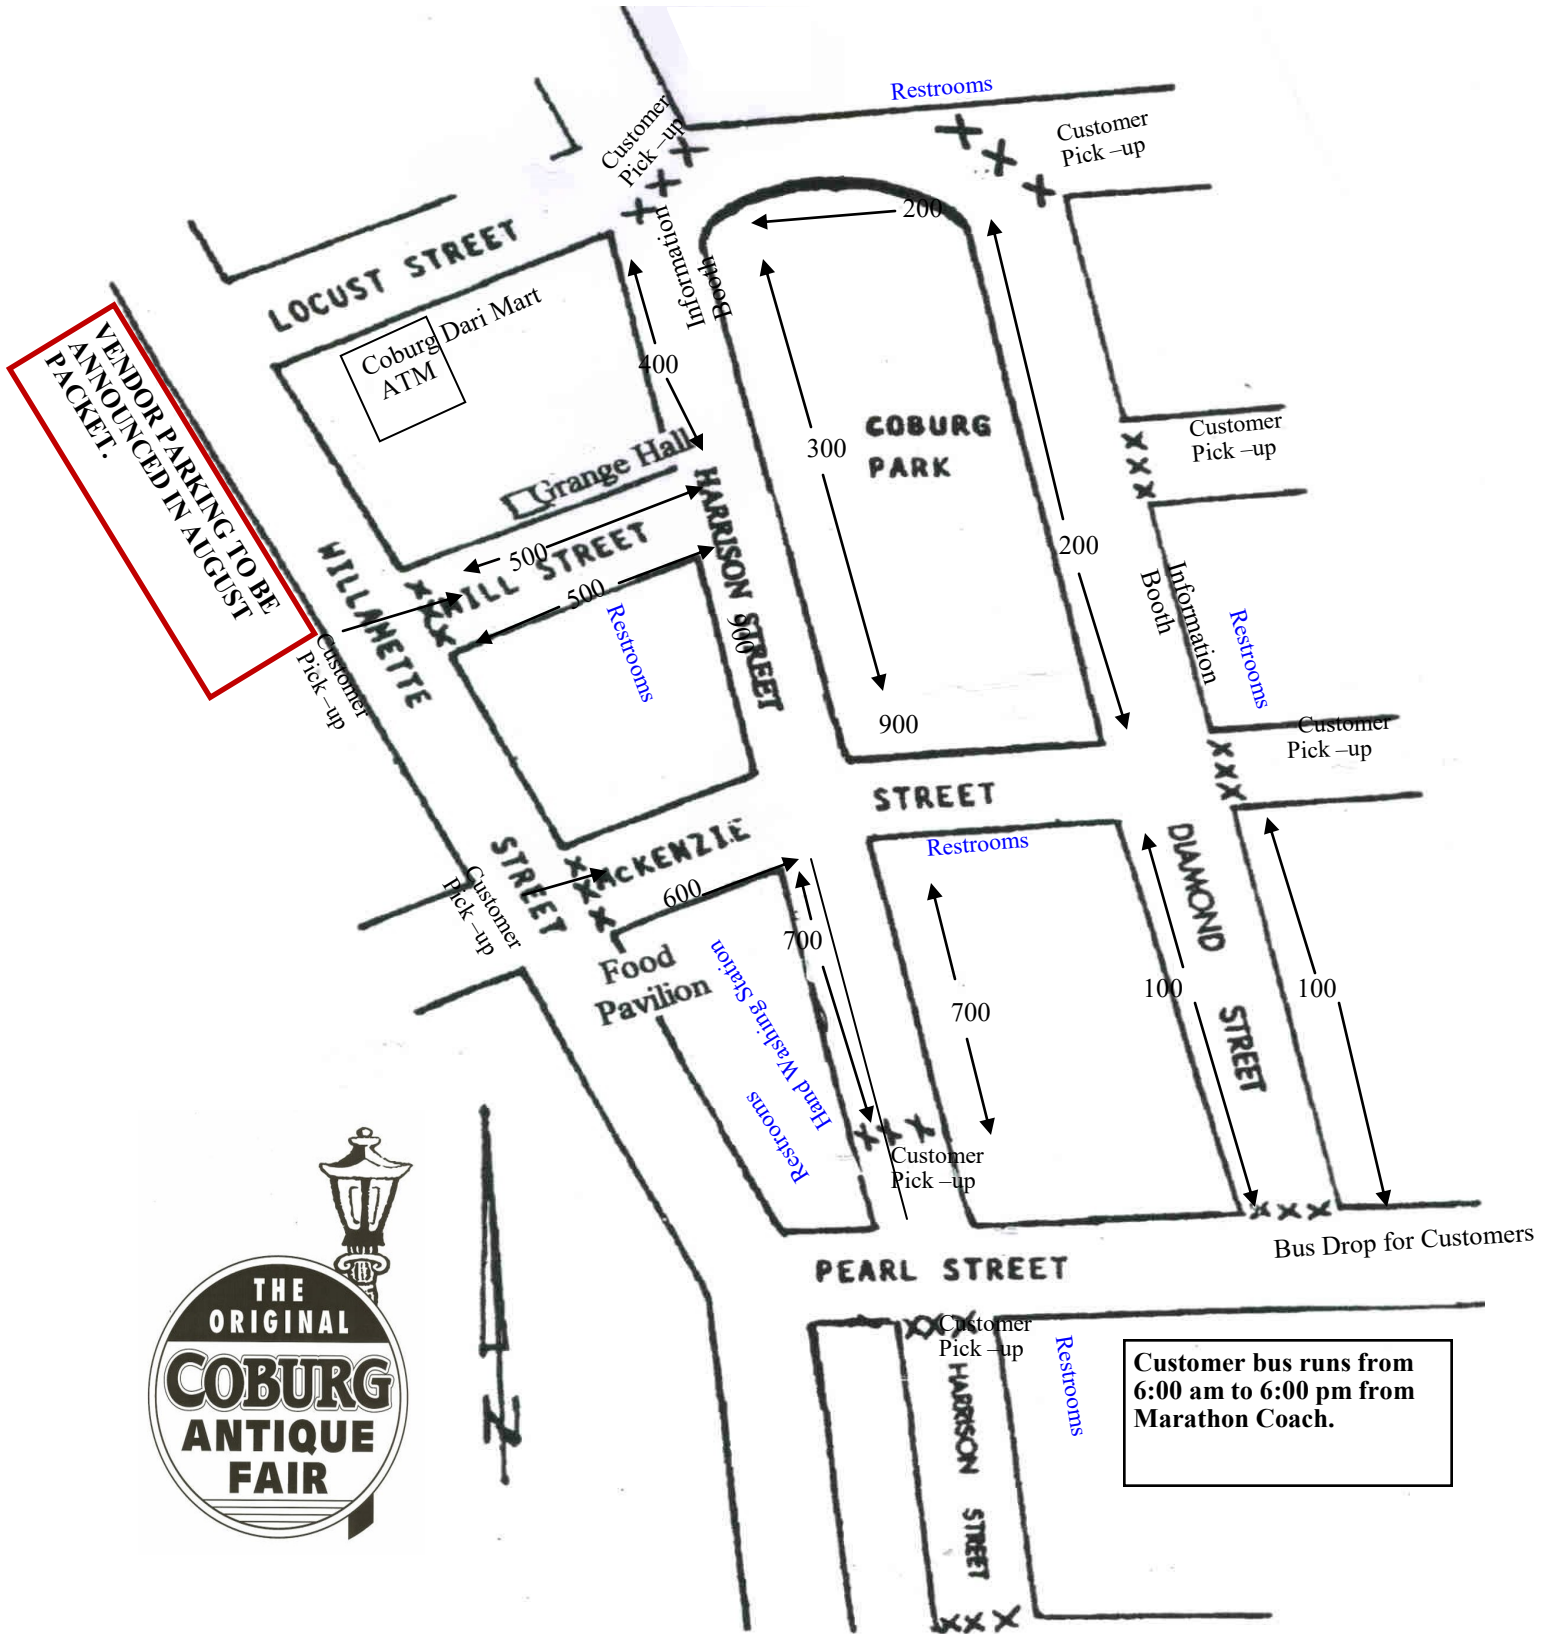 Restrooms
Customer
Pick –up
Customer
Pick –up
200
LOCUST STREET
Information
Booth
Coburg Dari Mart
ATM
400
VENDOR PARKING TO BE
ANNOUNCED IN AUGUST
PACKET.
300
COBURG
PARK
Customer
Pick –up
Grange Hall
HARRISON STREET
900
500
MILL STREET
500
200
WILLAMETTE
STREET
Restrooms
Information
Booth
Restrooms
Customer
Pick –up
900
Customer
Pick –up
STREET
MCKENZIE
Restrooms
Customer
Pick –up
600
700
DIAMOND
STREET
Food
Pavilion
Hand Washing Station
Restrooms
700
100
100
Customer
Pick –up
Bus Drop for Customers
PEARL STREET
Customer
Pick –up
HARRISON STREET
Restrooms
Customer bus runs from
6:00 am to 6:00 pm from
Marathon Coach.
N
THE
ORIGINAL
COBURG
ANTIQUE
FAIR